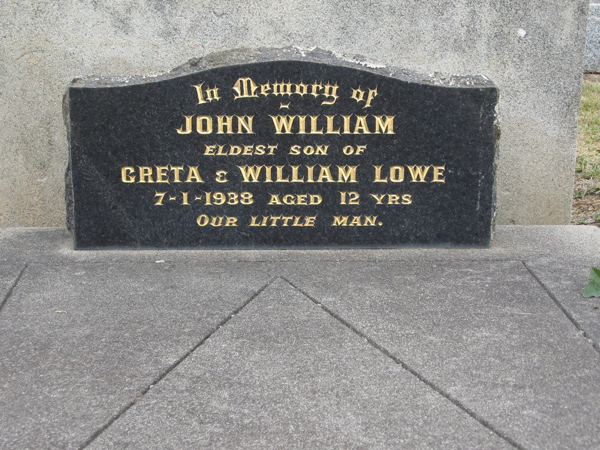 In Memory of
JOHN WILLIAM
ELDEST SON OF
GRETA & WILLIAM LOWE
7-1-1938 AGED 12 YRS
OUR LITTLE MAN.